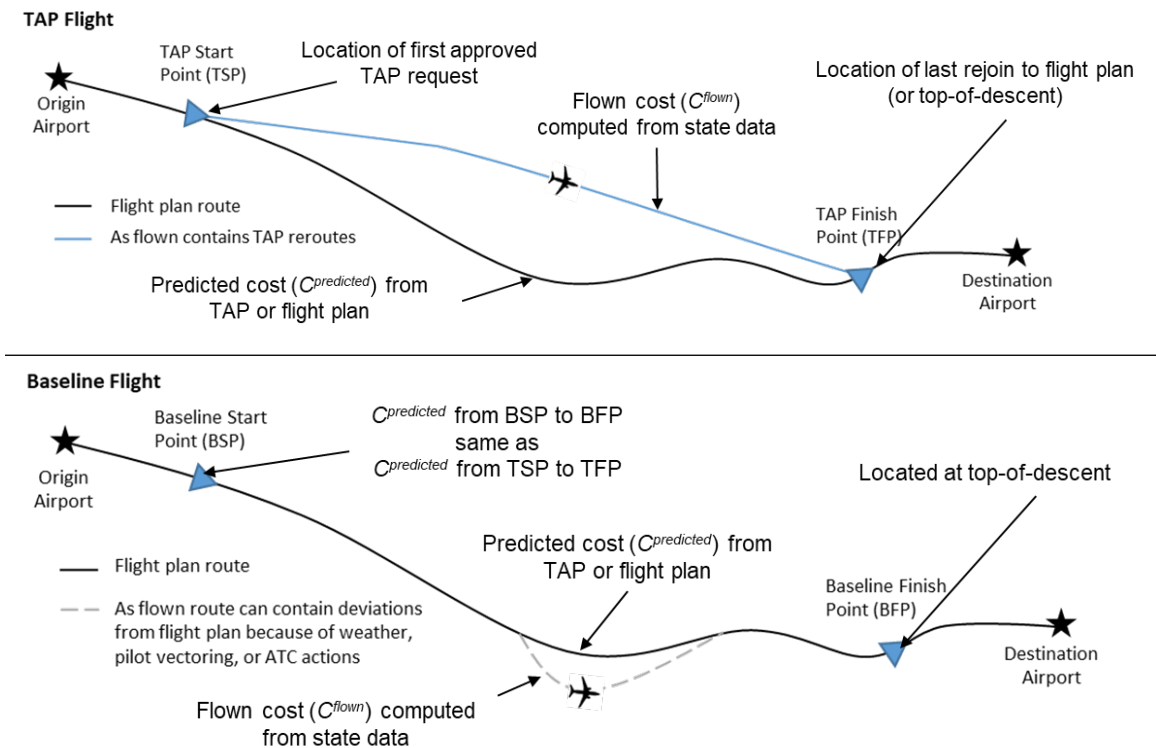 TAP Flight
TAP Start
Point (TSP)
Location of first approved
TAP request
Origin
Airport
Location of last rejoin to flight plan
(or top-of-descent)
Flown cost (C^flown)
computed from state data
Flight plan route
As flown contains TAP reroutes
TAP Finish
Point (TFP)
Predicted cost (C^predicted) from
TAP or flight plan
Destination
Airport
Baseline Flight
Baseline Start
Point (BSP)
C^predicted from BSP to BFP
same as
C^predicted from TSP to TFP
Origin
Airport
Located at top-of-descent
Predicted cost (C^predicted) from
TAP or flight plan
Flight plan route
As flown route can contain deviations
from flight plan because of weather,
pilot vectoring, or ATC actions
Baseline Finish
Point (BFP)
Destination
Airport
Flown cost (C^flown) computed
from state data